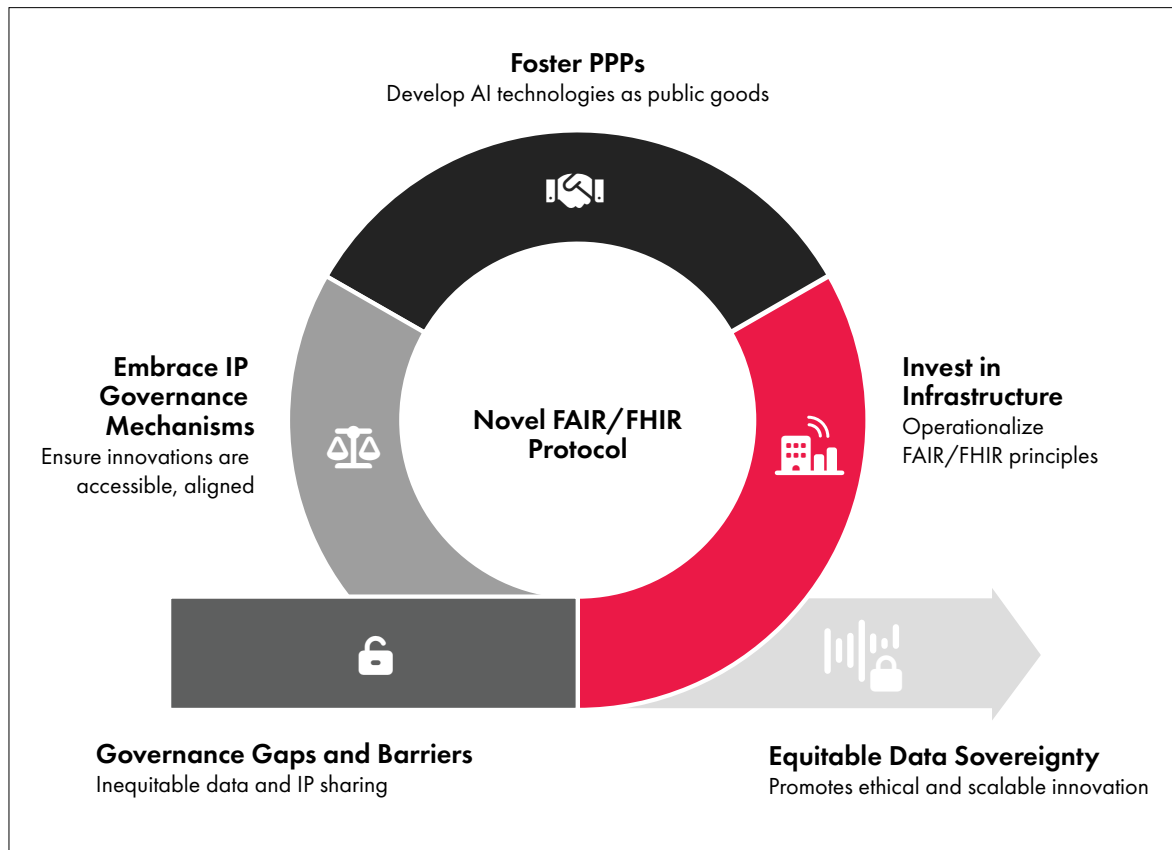 Foster PPPs
Develop AI technologies as public goods
Embrace IP
Governance
Mechanisms
Ensure innovations are
accessible, aligned
Novel FAIR/FHIR
Protocol
Invest in
Infrastructure
Operationalize
FAIR/FHIR principles
Governance Gaps and Barriers
Inequitable data and IP sharing
Equitable Data Sovereignty
Promotes ethical and scalable innovation